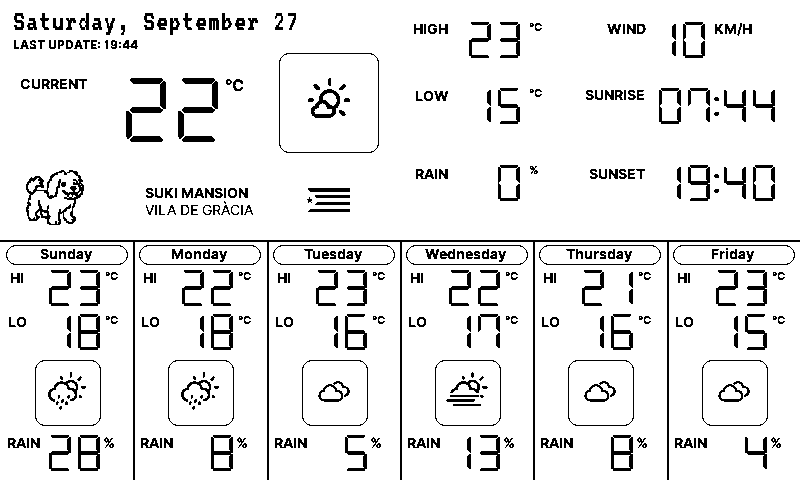 Saturday, September 27
LAST UPDATE: 19:44
CURRENT 22 °C
HIGH 23 °C
LOW 15 °C
RAIN 0 %
WIND 10 KM/H
SUNRISE 07:44
SUNSET 19:40
SUKI MANSION
VILA DE GRÀCIA
Sunday
HI 23 °C
LO 18 °C
RAIN 28 %
Monday
HI 22 °C
LO 18 °C
RAIN 8 %
Tuesday
HI 23 °C
LO 16 °C
RAIN 5 %
Wednesday
HI 22 °C
LO 17 °C
RAIN 13 %
Thursday
HI 21 °C
LO 16 °C
RAIN 8 %
Friday
HI 23 °C
LO 15 °C
RAIN 4 %